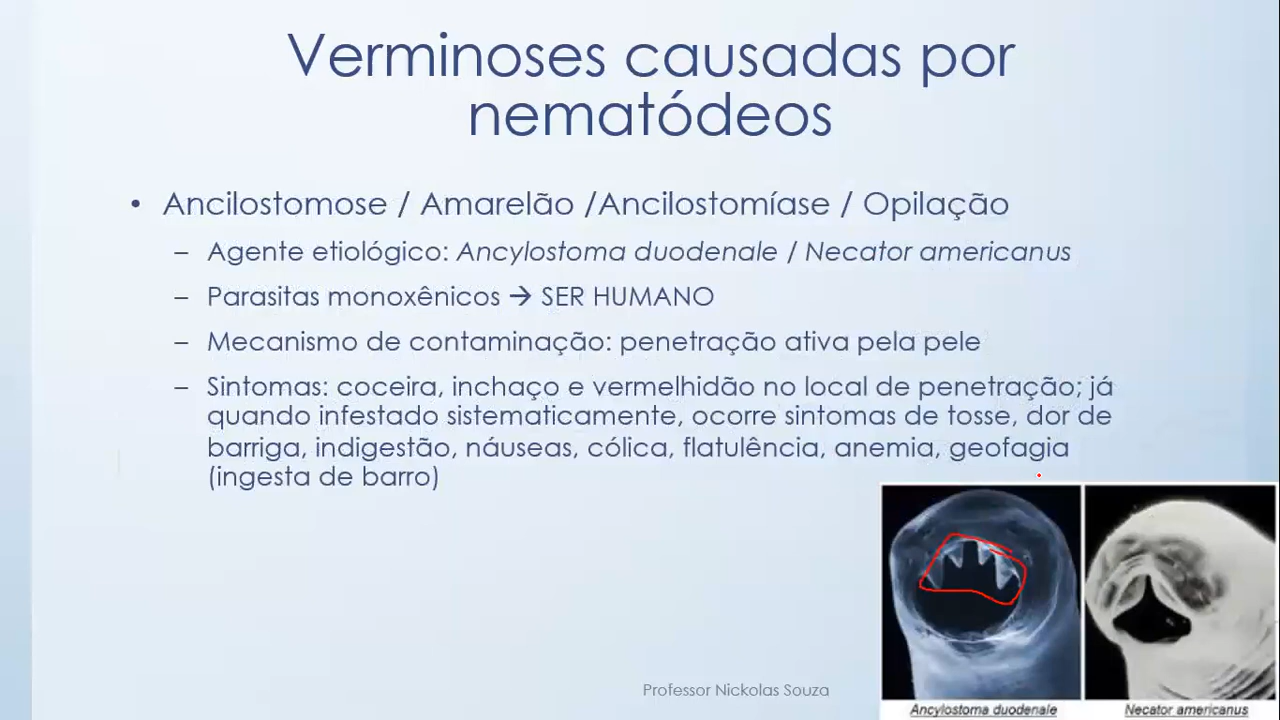 Verminoses causadas por
nematódeos
• Ancilostomose / Amarelão /Ancilostomíase / Opilação
– Agente etiológico: Ancylostoma duodenale / Necator americanus
– Parasitas monoxênicos → SER HUMANO
– Mecanismo de contaminação: penetração ativa pela pele
– Sintomas: coceira, inchaço e vermelhidão no local de penetração; já
quando infestado sistematicamente, ocorre sintomas de tosse, dor de
barriga, indigestão, náuseas, cólica, flatulência, anemia, geofagia
(ingesta de barro)
Professor Nickolas Souza
Ancylostoma duodenale
Necator americanus